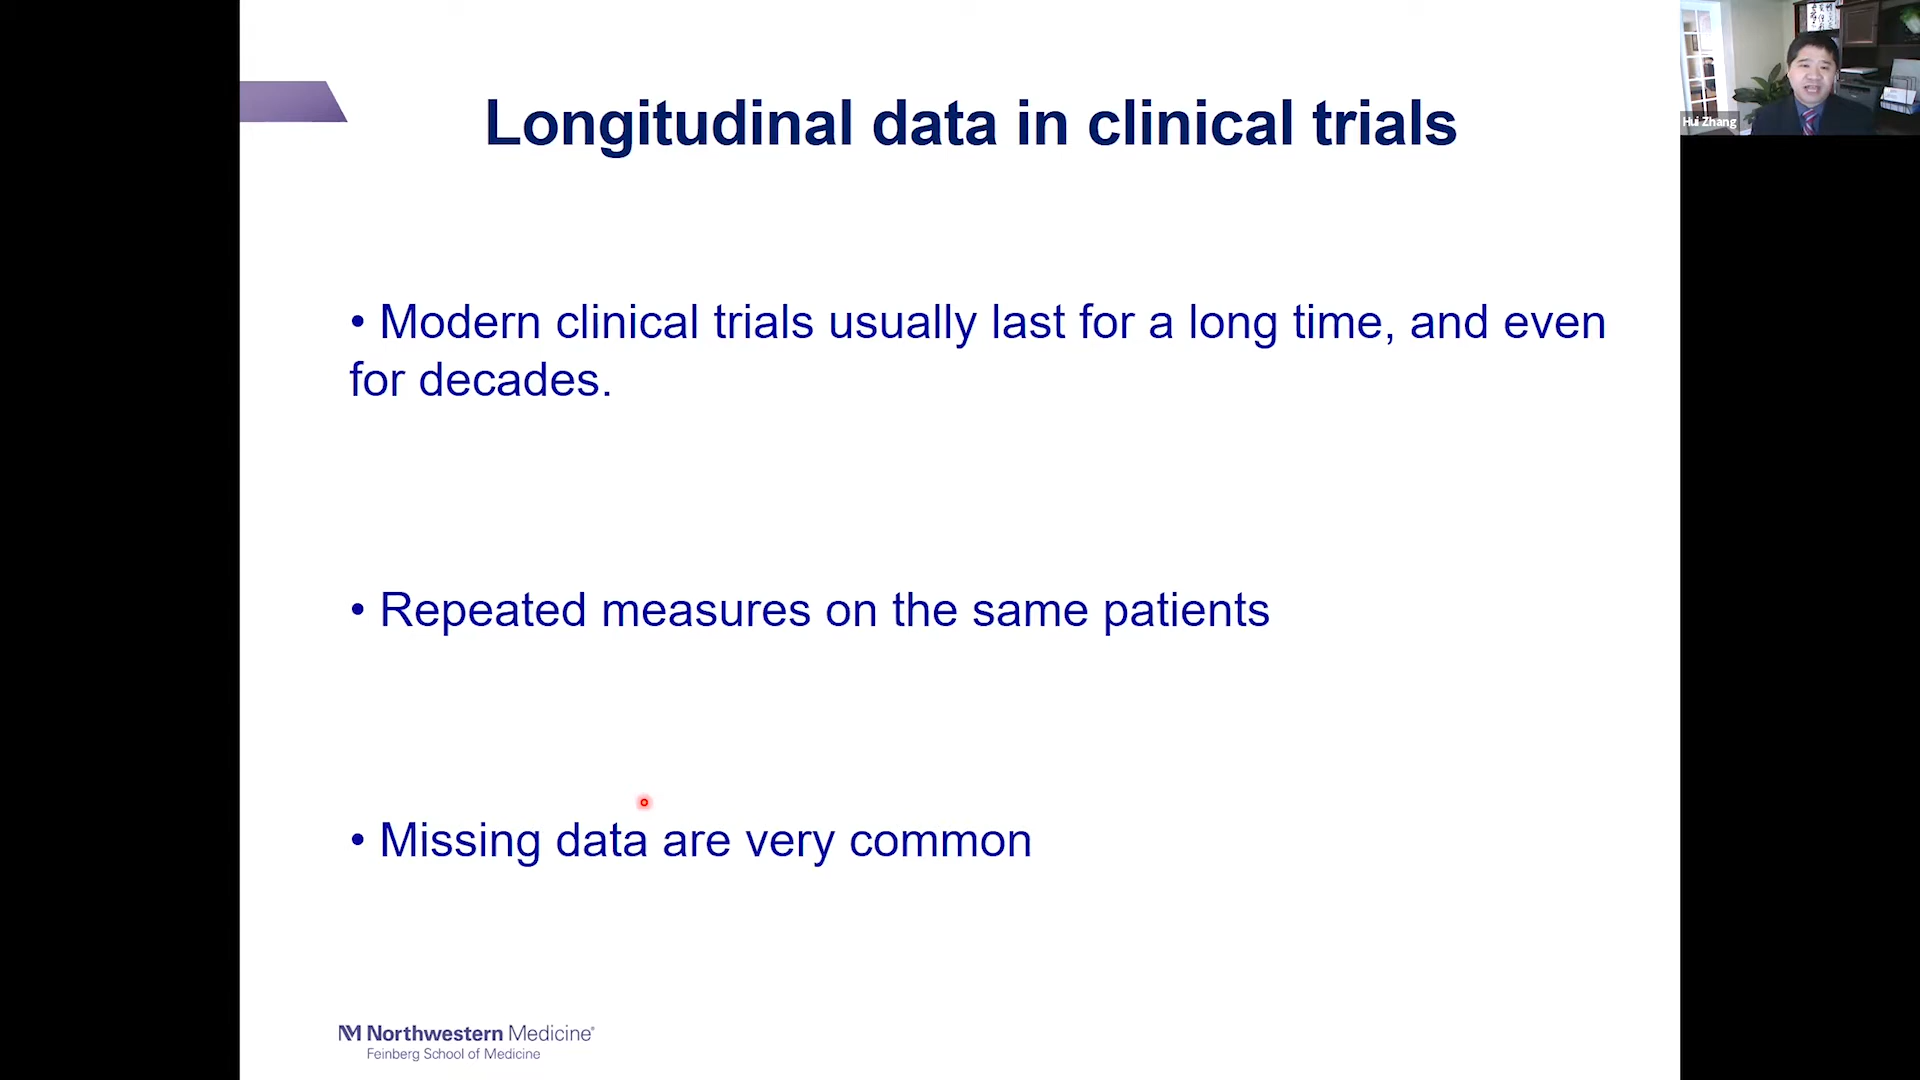 Longitudinal data in clinical trials
• Modern clinical trials usually last for a long time, and even
for decades.
• Repeated measures on the same patients
• Missing data are very common
NM Northwestern Medicine®
Feinberg School of Medicine
Hui Zhang